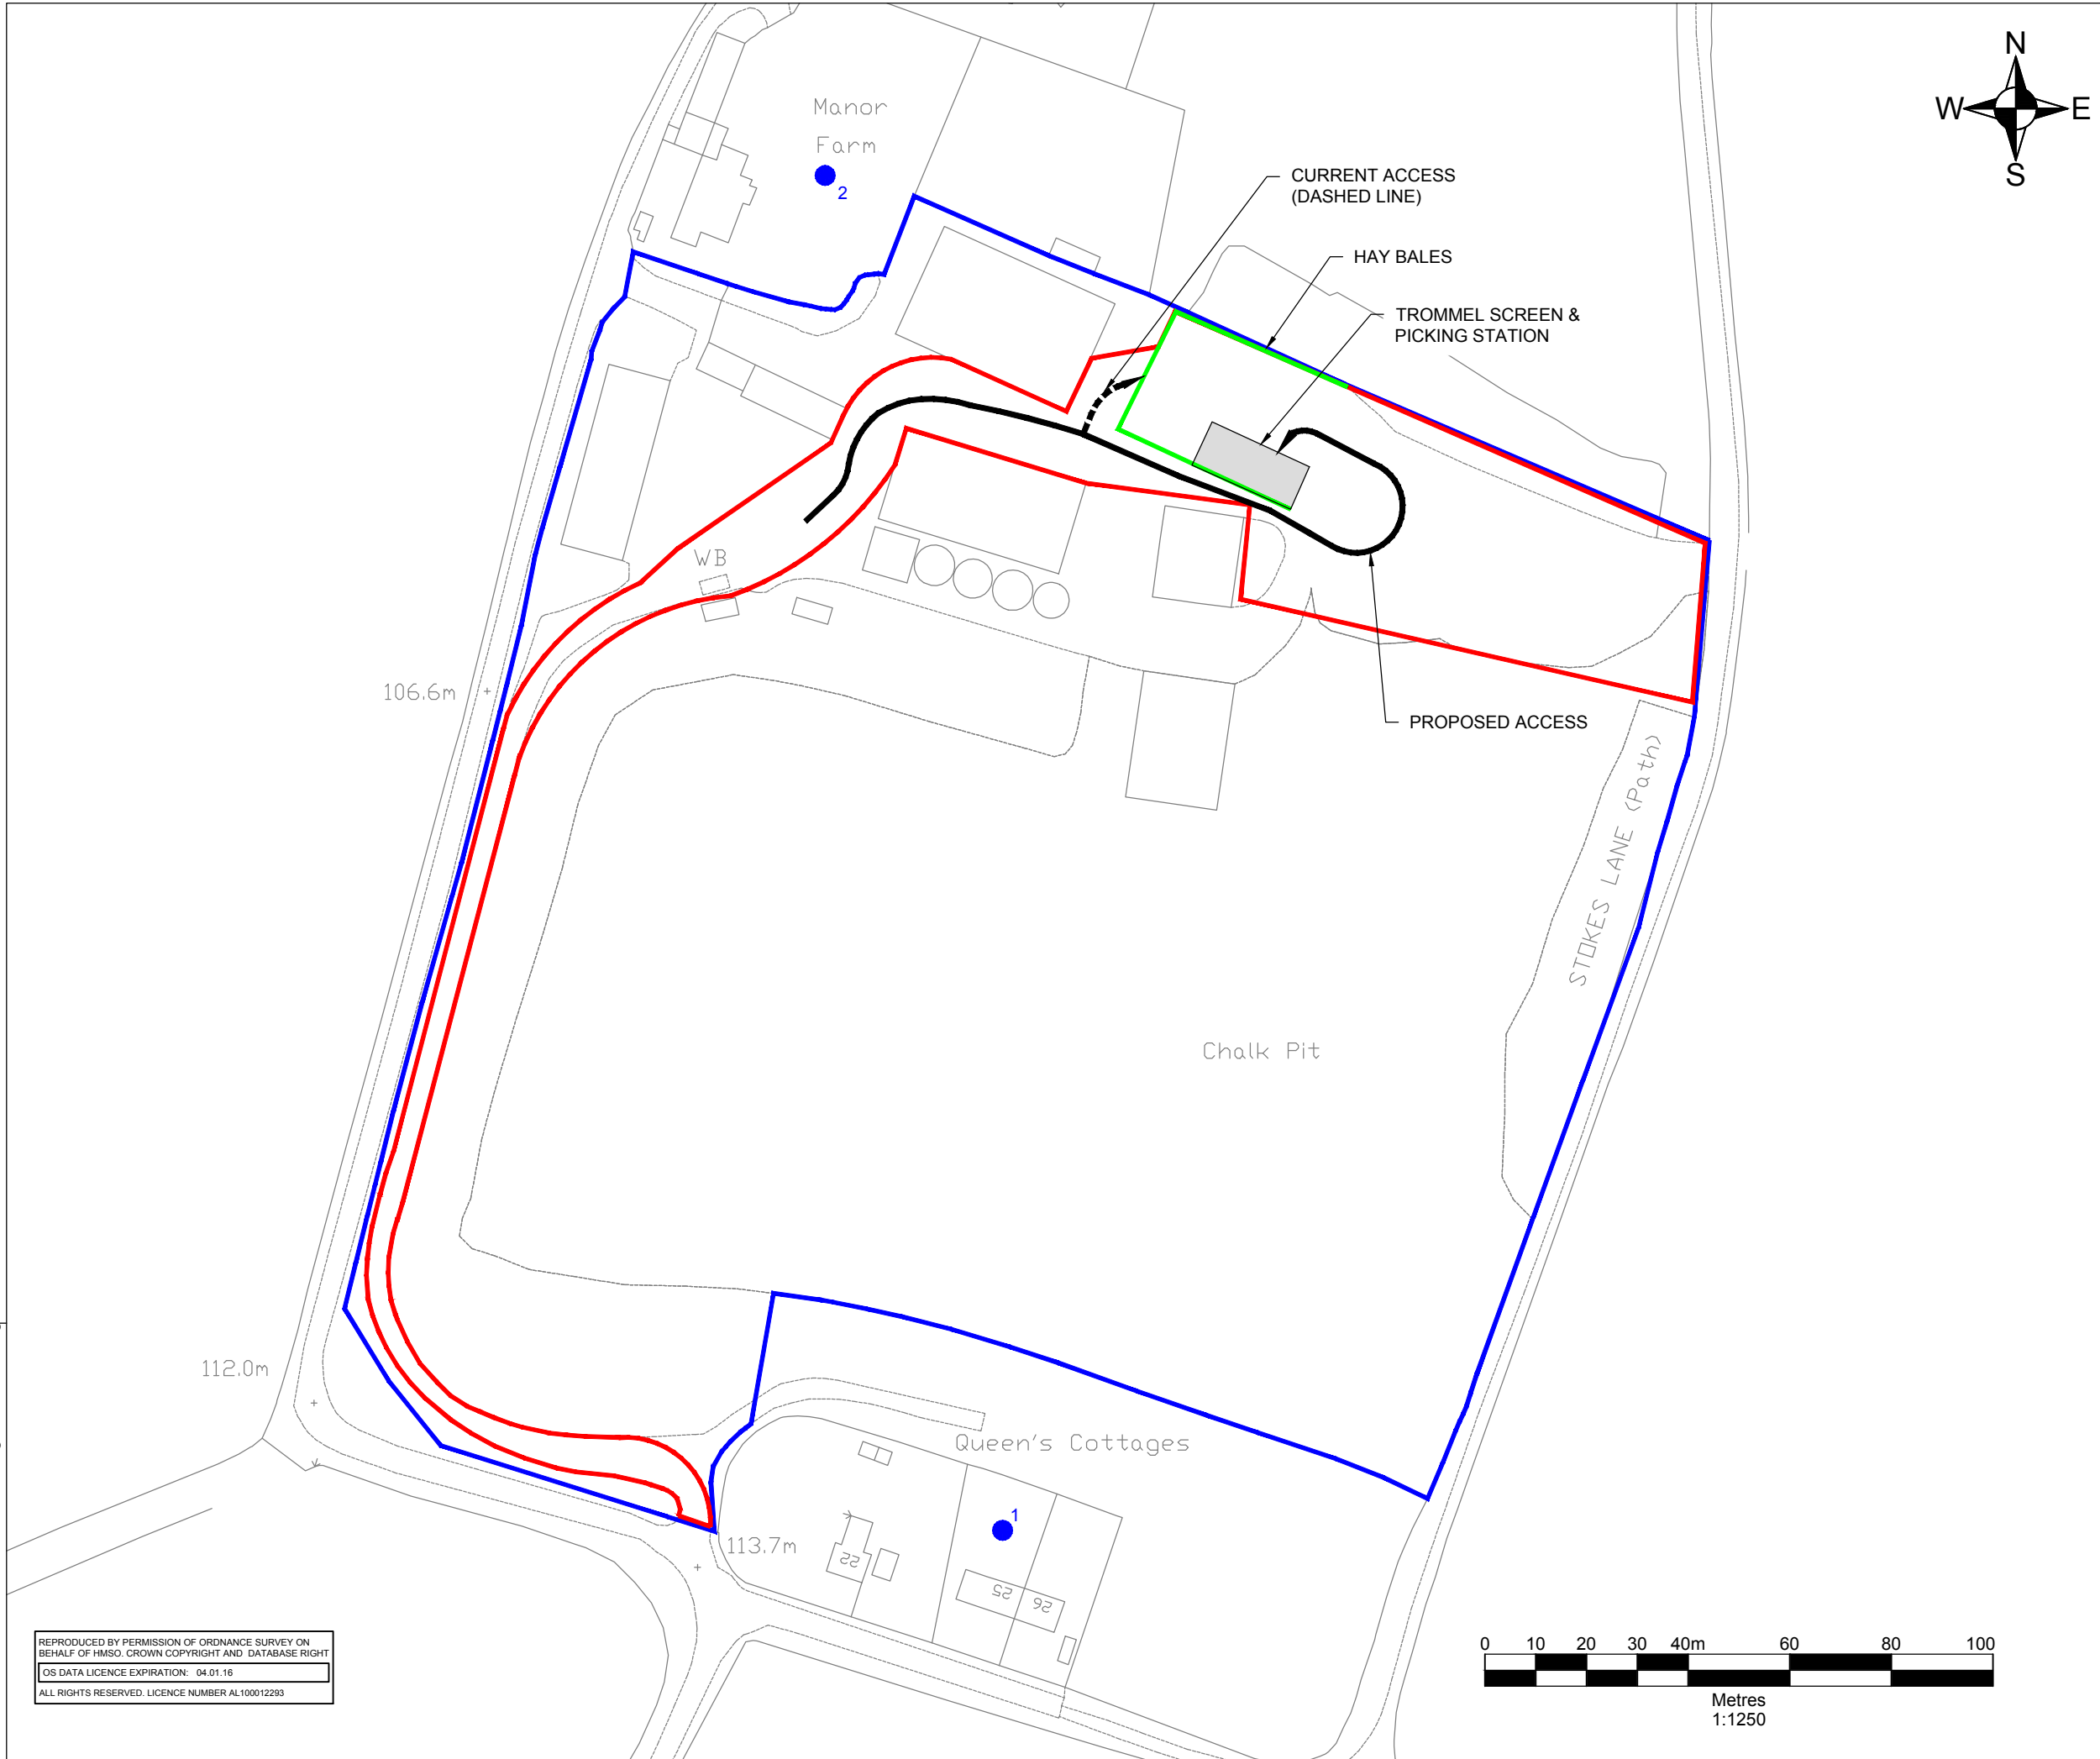 N
W
E
S
Manor
Farm
2
CURRENT ACCESS
(DASHED LINE)
HAY BALES
TROMMEL SCREEN &
PICKING STATION
WB
106.6m
PROPOSED ACCESS
STOKES LANE (Path)
Chalk Pit
112.0m
Queen's Cottages
1
113.7m
22
25
26
REPRODUCED BY PERMISSION OF ORDNANCE SURVEY ON
BEHALF OF HMSO. CROWN COPYRIGHT AND DATABASE RIGHT
OS DATA LICENCE EXPIRATION: 04.01.16
ALL RIGHTS RESERVED. LICENCE NUMBER AL100012293
0 10 20 30 40m 60 80 100
Metres
1:1250